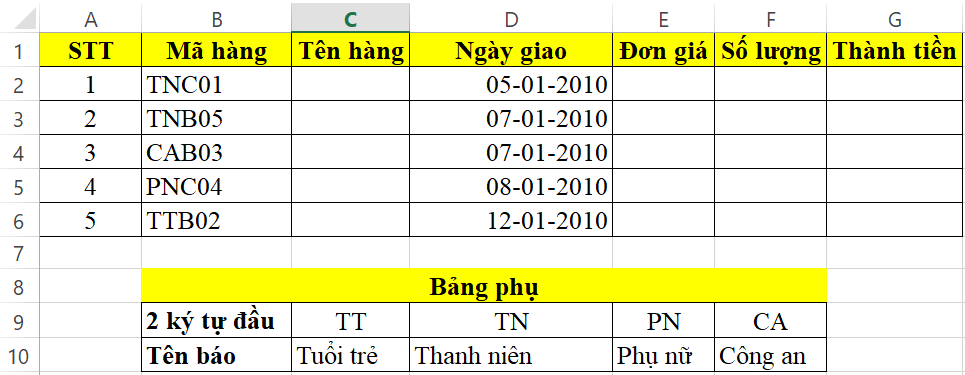 A B C D E F G
1 STT Mã hàng Tên hàng Ngày giao Đơn giá Số lượng Thành tiền
2 1 TNC01 05-01-2010
3 2 TNB05 07-01-2010
4 3 CAB03 07-01-2010
5 4 PNC04 08-01-2010
6 5 TTB02 12-01-2010
7
8 Bảng phụ
9 2 ký tự đầu TT TN PN CA
10 Tên báo Tuổi trẻ Thanh niên Phụ nữ Công an